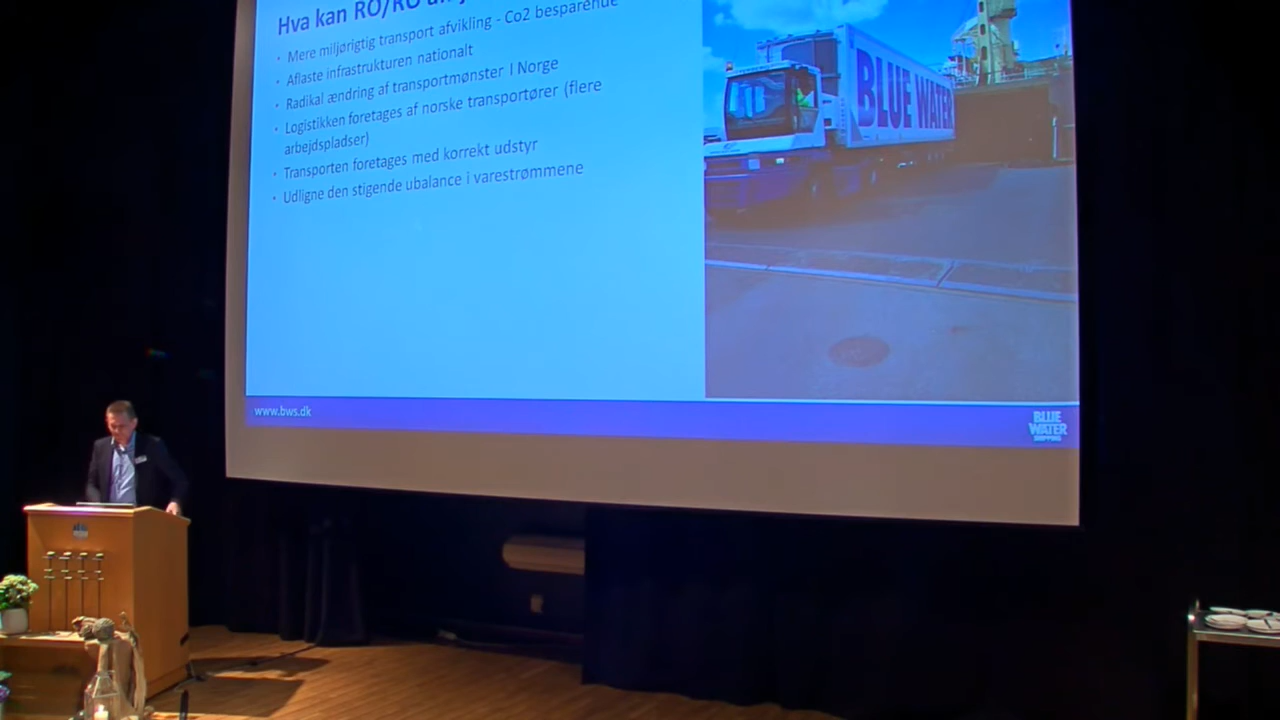 Hva kan RO/RO
Mere miljørigtig transport afvikling - Co2 besparende
Aflaste infrastrukturen nationalt
Radikal ændring af transportmønster I Norge
Logistikken foretages af norske transportører (flere
arbejdspladser)
Transporten foretages med korrekt udstyr
Udligne den stigende ubalance i varestrømmene
BLUE WATER
www.bws.dk
BLUE
WATER
SHIPPING